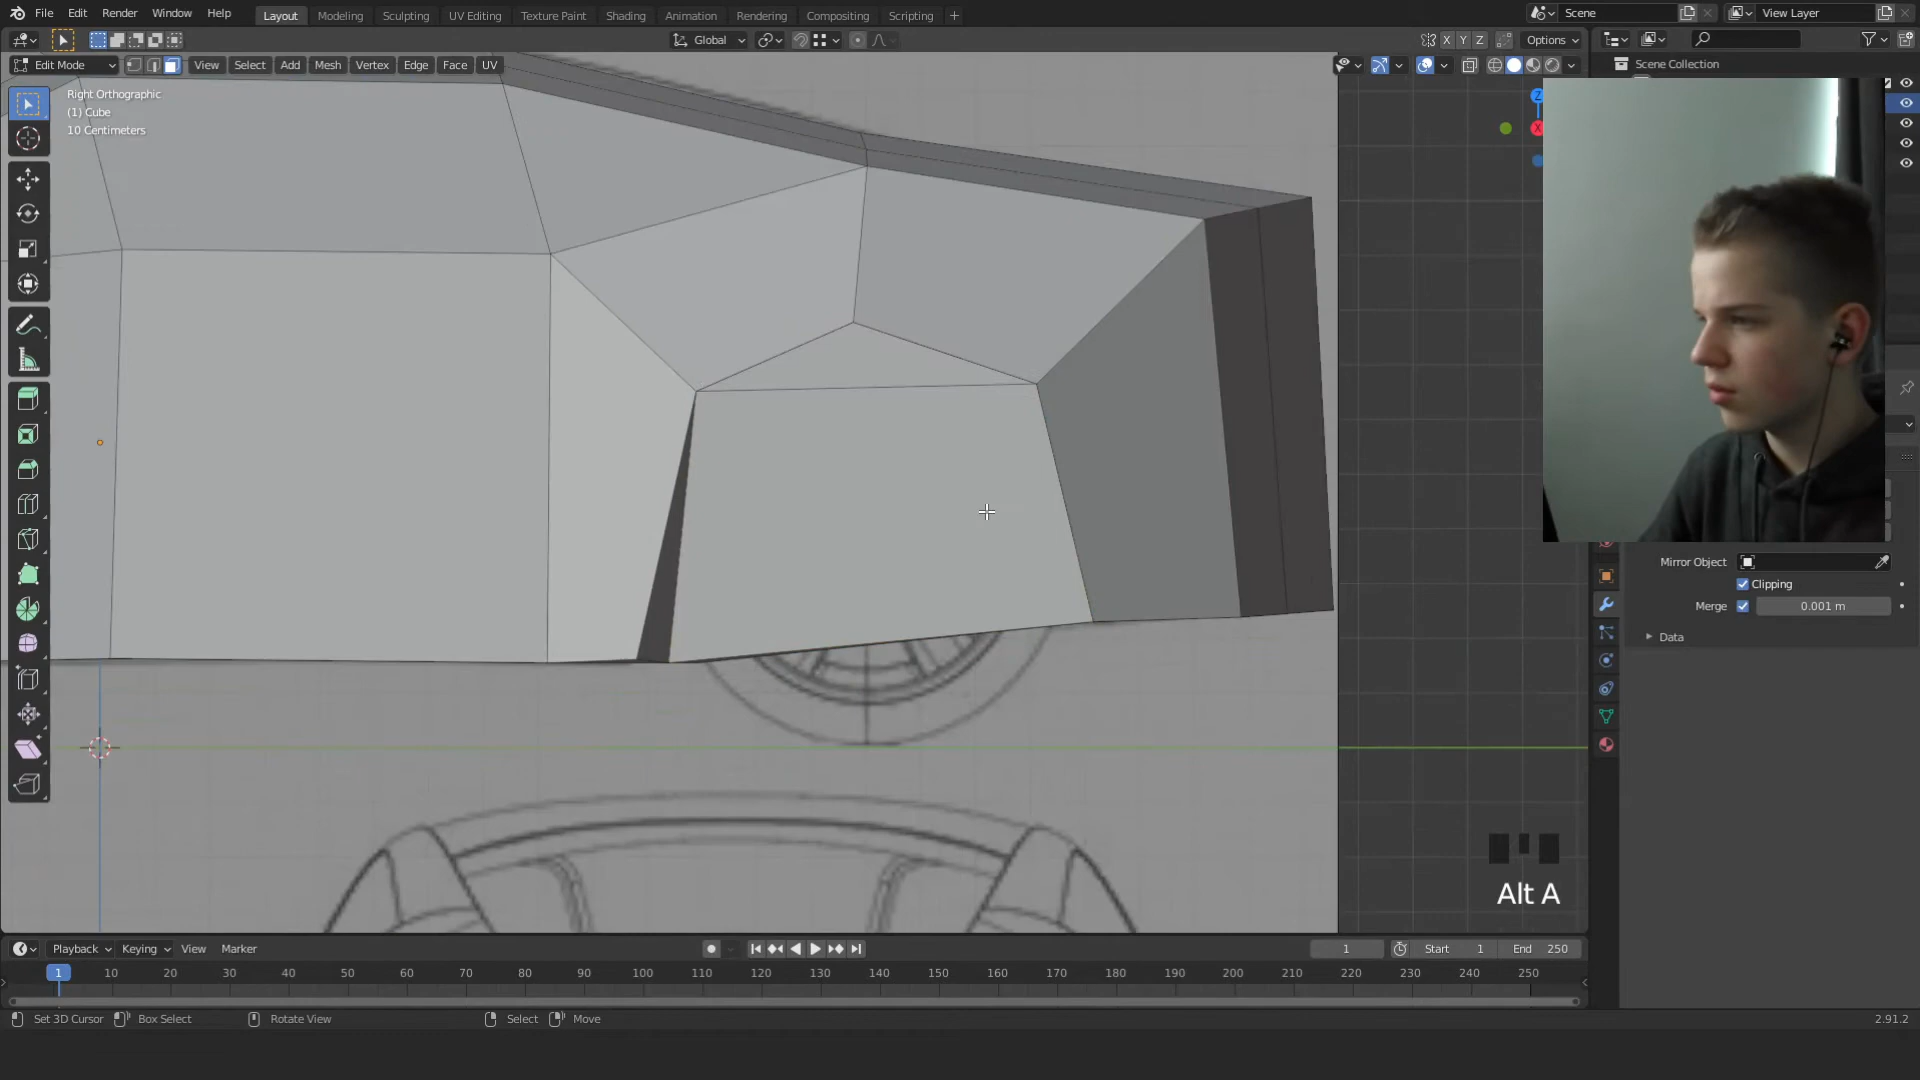 File Edit Render Window Help Layout Modeling Sculpting UV Editing Texture Paint Shading Animation Rendering Compositing Scripting + Scene View Layer
Global X Y Z Options
Edit Mode View Select Add Mesh Vertex Edge Face UV Scene Collection
Right Orthographic
(1) Cube
10 Centimeters
Z
X
Mirror Object
Clipping
Merge 0.001 m
Data
Alt A
Playback Keying View Marker 1 Start 1 End 250
1 10 20 30 40 50 60 70 80 90 100 110 120 130 140 150 160 170 180 190 200 210 220 230 240 250
Set 3D Cursor Box Select Rotate View Select Move 2.91.2